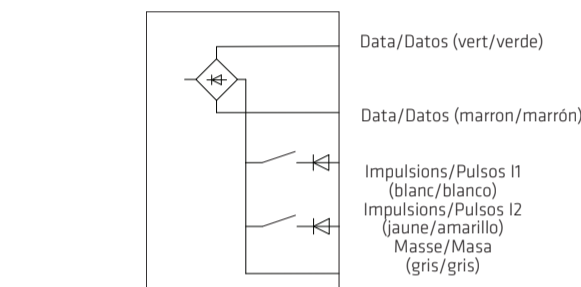 Data/Datos (vert/verde)
Data/Datos (marron/marrón)
Impulsions/Pulsos I1
(blanc/blanco)
Impulsions/Pulsos I2
(jaune/amarillo)
Masse/Masa
(gris/gris)